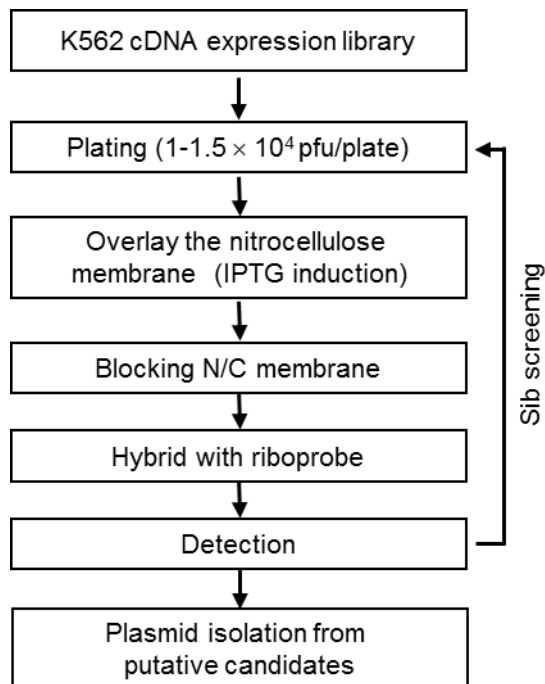 K562 cDNA expression library
Plating (1-1.5 × 10⁴ pfu/plate)
Overlay the nitrocellulose
membrane (IPTG induction)
Blocking N/C membrane
Hybrid with riboprobe
Detection
Plasmid isolation from
putative candidates
Sib screening